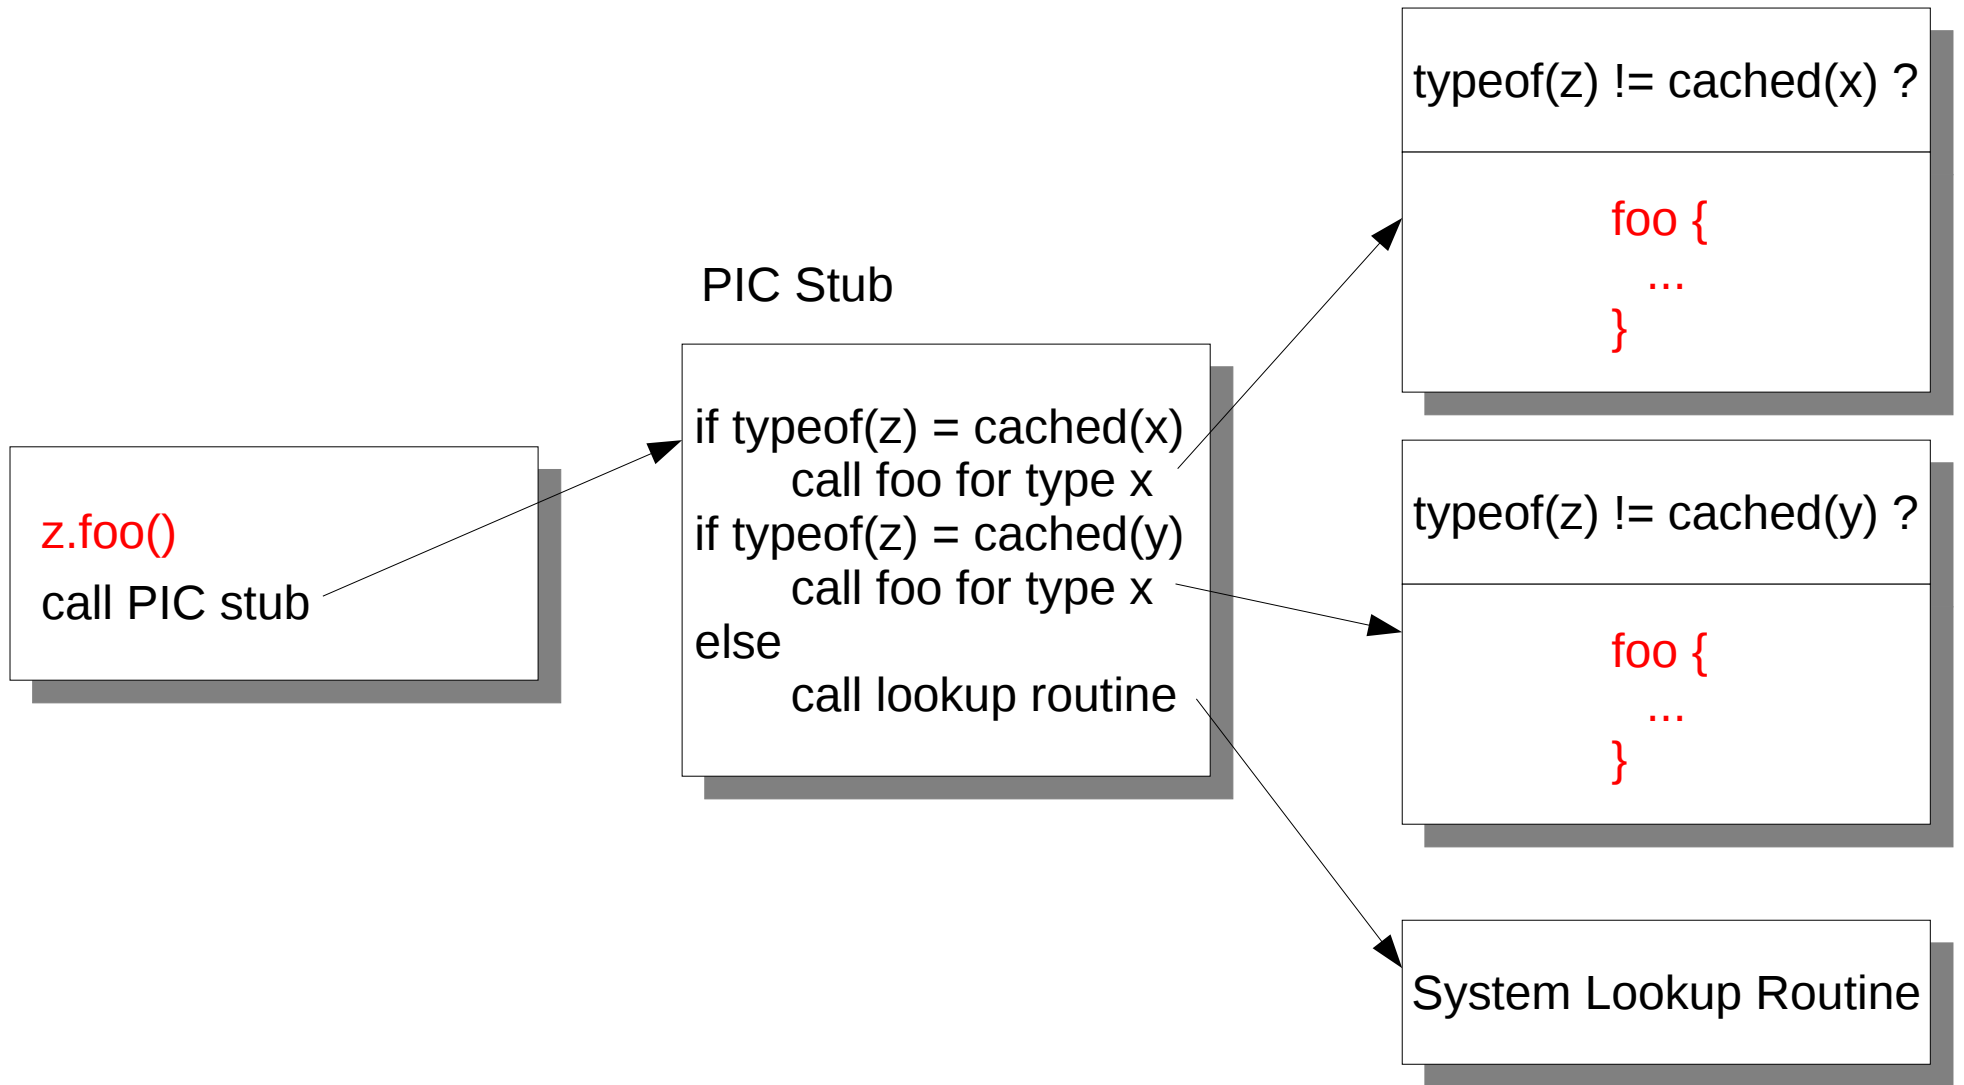 z.foo()
call PIC stub
PIC Stub
if typeof(z) = cached(x)
call foo for type x
if typeof(z) = cached(y)
call foo for type x
else
call lookup routine
typeof(z) != cached(x) ?
foo {
...
}
typeof(z) != cached(y) ?
foo {
...
}
System Lookup Routine